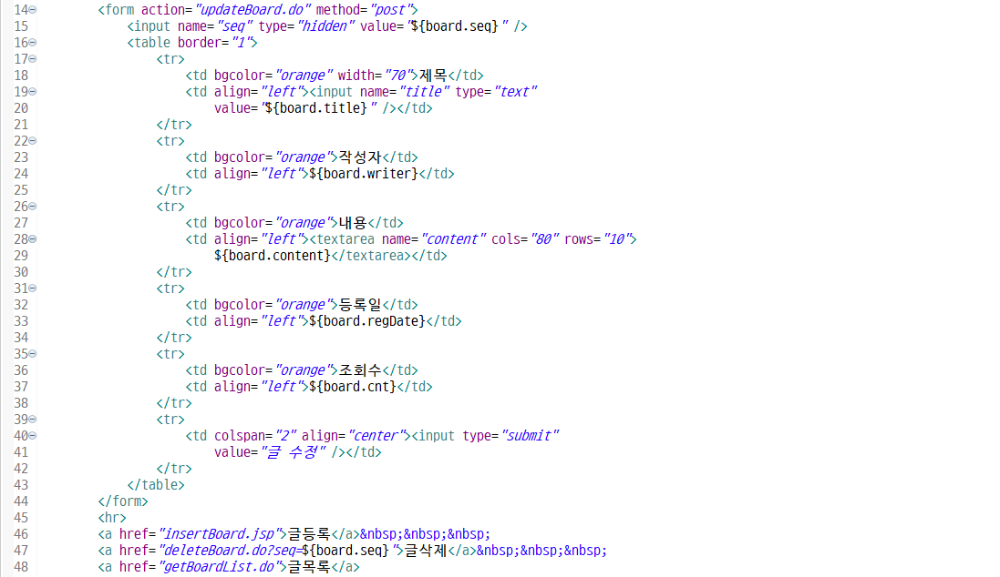 14 <form action="updateBoard.do" method="post">
15 <input name="seq" type="hidden" value="${board.seq}" />
16 <table border="1">
17 <tr>
18 <td bgcolor="orange" width="70">제목</td>
19 <td align="left"><input name="title" type="text"
20 value="${board.title}" /></td>
21 </tr>
22 <tr>
23 <td bgcolor="orange">작성자</td>
24 <td align="left">${board.writer}</td>
25 </tr>
26 <tr>
27 <td bgcolor="orange">내용</td>
28 <td align="left"><textarea name="content" cols="80" rows="10">
29 ${board.content}</textarea></td>
30 </tr>
31 <tr>
32 <td bgcolor="orange">등록일</td>
33 <td align="left">${board.regDate}</td>
34 </tr>
35 <tr>
36 <td bgcolor="orange">조회수</td>
37 <td align="left">${board.cnt}</td>
38 </tr>
39 <tr>
40 <td colspan="2" align="center"><input type="submit"
41 value="글 수정" /></td>
42 </tr>
43 </table>
44 </form>
45 <hr>
46 <a href="insertBoard.jsp">글등록</a>&nbsp;&nbsp;&nbsp;
47 <a href="deleteBoard.do?seq=${board.seq}">글삭제</a>&nbsp;&nbsp;&nbsp;
48 <a href="getBoardList.do">글목록</a>